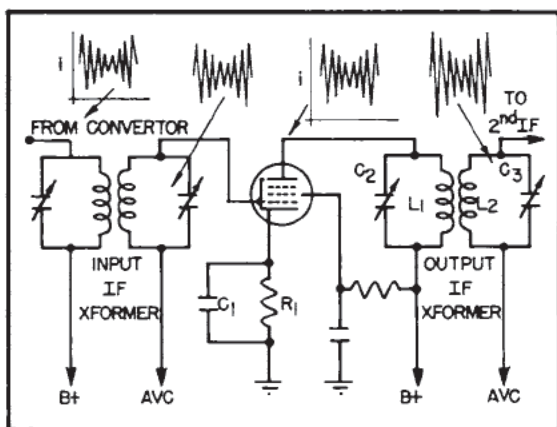 i
i
FROM CONVERTOR
TO
2nd IF
C2
C3
L1
L2
INPUT
IF
XFORMER
C1
R1
OUTPUT
IF
XFORMER
B+
AVC
B+
AVC